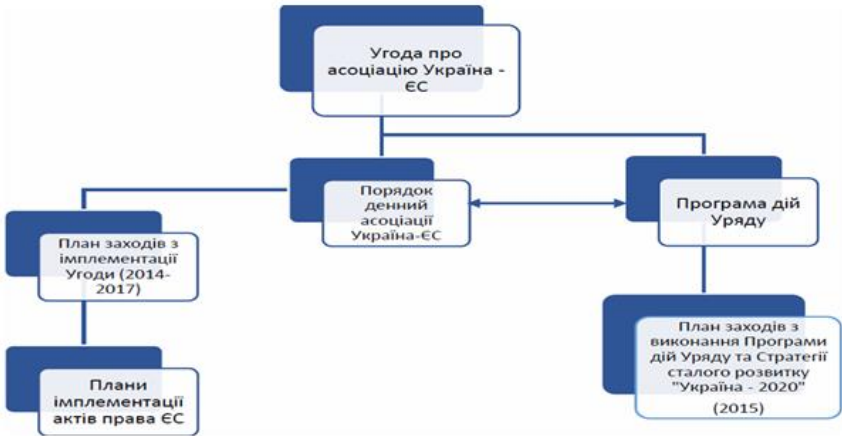 Угода про
асоціацію Україна -
ЄС
Порядок
денний
асоціації
Україна-ЄС
Програма дій
Уряду
План заходів з
імплементації
Угоди (2014-
2017)
План заходів з
виконання Програми
дій Уряду та Стратегії
сталого розвитку
"Україна - 2020"
(2015)
Плани
імплементації
актів права ЄС